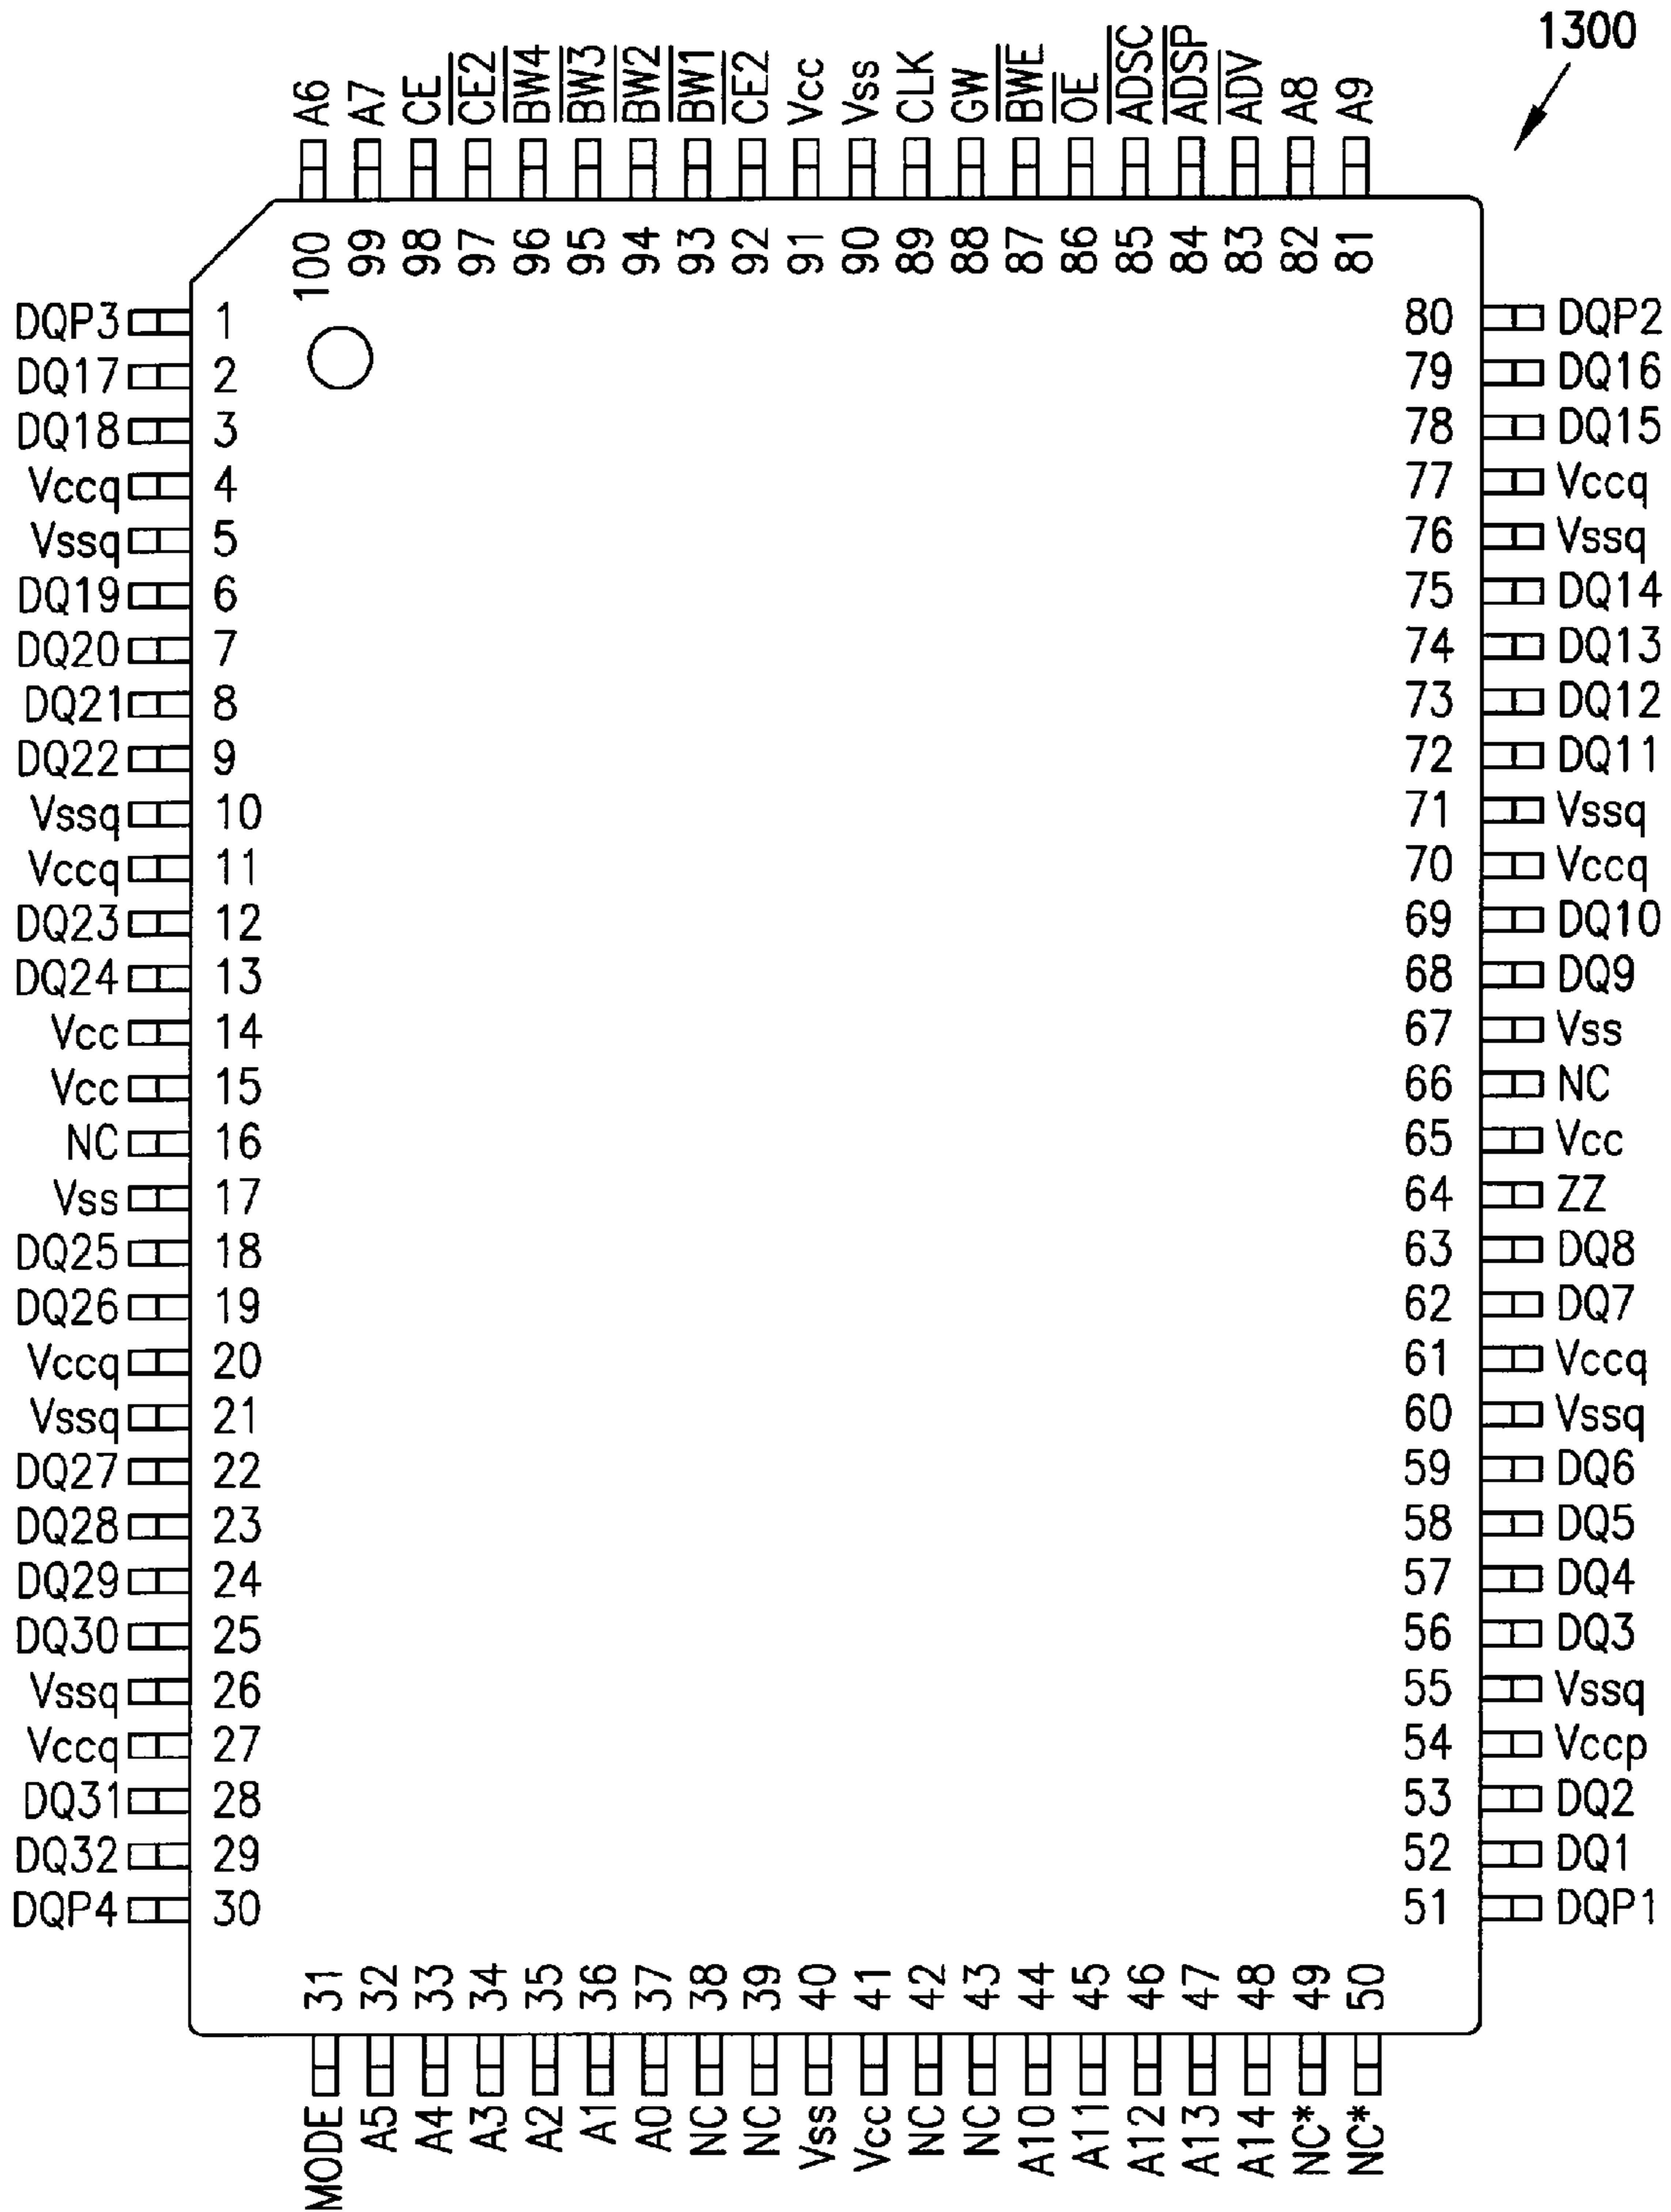 1300
A6
A7
CE
CE2
BW4
BW3
BW2
BW1
CE2
Vcc
Vss
CLK
GW
BWE
OE
ADSC
ADSP
ADV
A8
A9
100
99
98
97
96
95
94
93
92
91
90
89
88
87
86
85
84
83
82
81
DQP3 1
DQ17 2
DQ18 3
Vccq 4
Vssq 5
DQ19 6
DQ20 7
DQ21 8
DQ22 9
Vssq 10
Vccq 11
DQ23 12
DQ24 13
Vcc 14
Vcc 15
NC 16
Vss 17
DQ25 18
DQ26 19
Vccq 20
Vssq 21
DQ27 22
DQ28 23
DQ29 24
DQ30 25
Vssq 26
Vccq 27
DQ31 28
DQ32 29
DQP4 30
80 DQP2
79 DQ16
78 DQ15
77 Vccq
76 Vssq
75 DQ14
74 DQ13
73 DQ12
72 DQ11
71 Vssq
70 Vccq
69 DQ10
68 DQ9
67 Vss
66 NC
65 Vcc
64 ZZ
63 DQ8
62 DQ7
61 Vccq
60 Vssq
59 DQ6
58 DQ5
57 DQ4
56 DQ3
55 Vssq
54 Vccp
53 DQ2
52 DQ1
51 DQP1
31
32
33
34
35
36
37
38
39
40
41
42
43
44
45
46
47
48
49
50
MODE
A5
A4
A3
A2
A1
A0
NC
NC
Vss
Vcc
NC
NC
A10
A11
A12
A13
A14
NC*
NC*